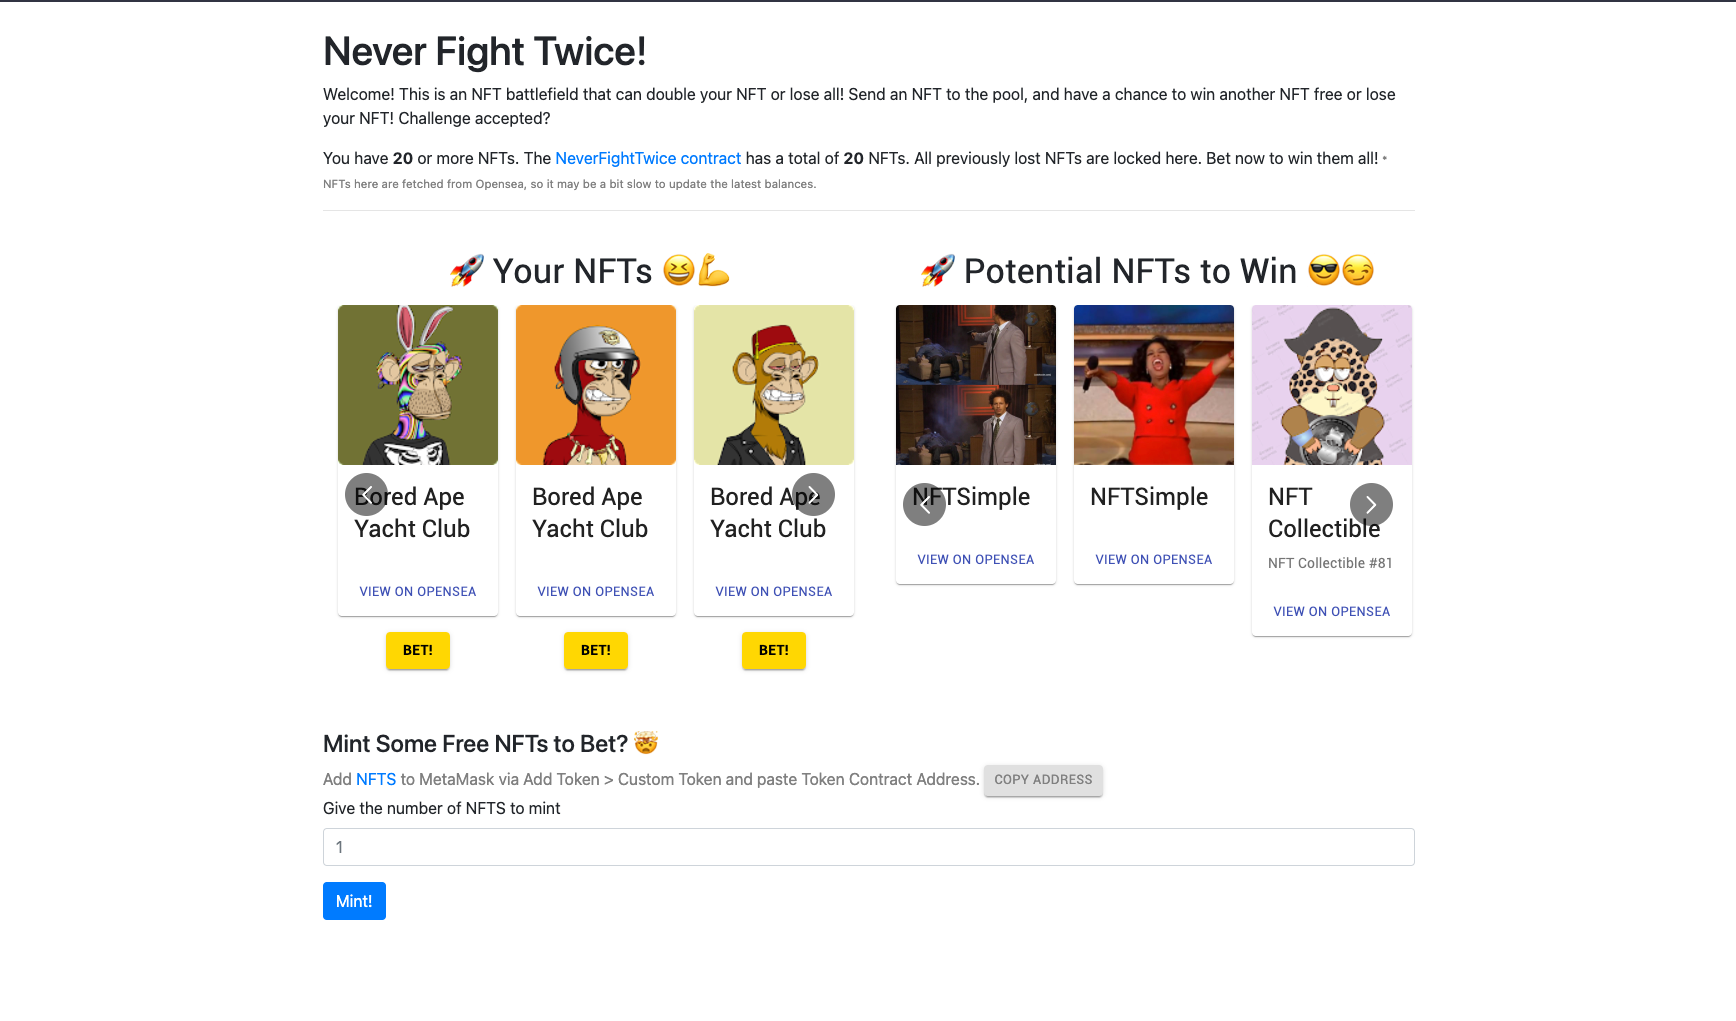 Never Fight Twice!
Welcome! This is an NFT battlefield that can double your NFT or lose all! Send an NFT to the pool, and have a chance to win another NFT free or lose
your NFT! Challenge accepted?
You have 20 or more NFTs. The NeverFightTwice contract has a total of 20 NFTs. All previously lost NFTs are locked here. Bet now to win them all! *
NFTs here are fetched from Opensea, so it may be a bit slow to update the latest balances.
🚀 Your NFTs 😆💪
Bored Ape
Yacht Club
VIEW ON OPENSEA
BET!
Bored Ape
Yacht Club
VIEW ON OPENSEA
BET!
Bored Ape
Yacht Club
VIEW ON OPENSEA
BET!
🚀 Potential NFTs to Win 😎😏
NFTSimple
VIEW ON OPENSEA
NFTSimple
VIEW ON OPENSEA
NFT
Collectible
NFT Collectible #81
VIEW ON OPENSEA
Mint Some Free NFTs to Bet? 🤯
Add NFTS to MetaMask via Add Token > Custom Token and paste Token Contract Address. COPY ADDRESS
Give the number of NFTS to mint
1
Mint!